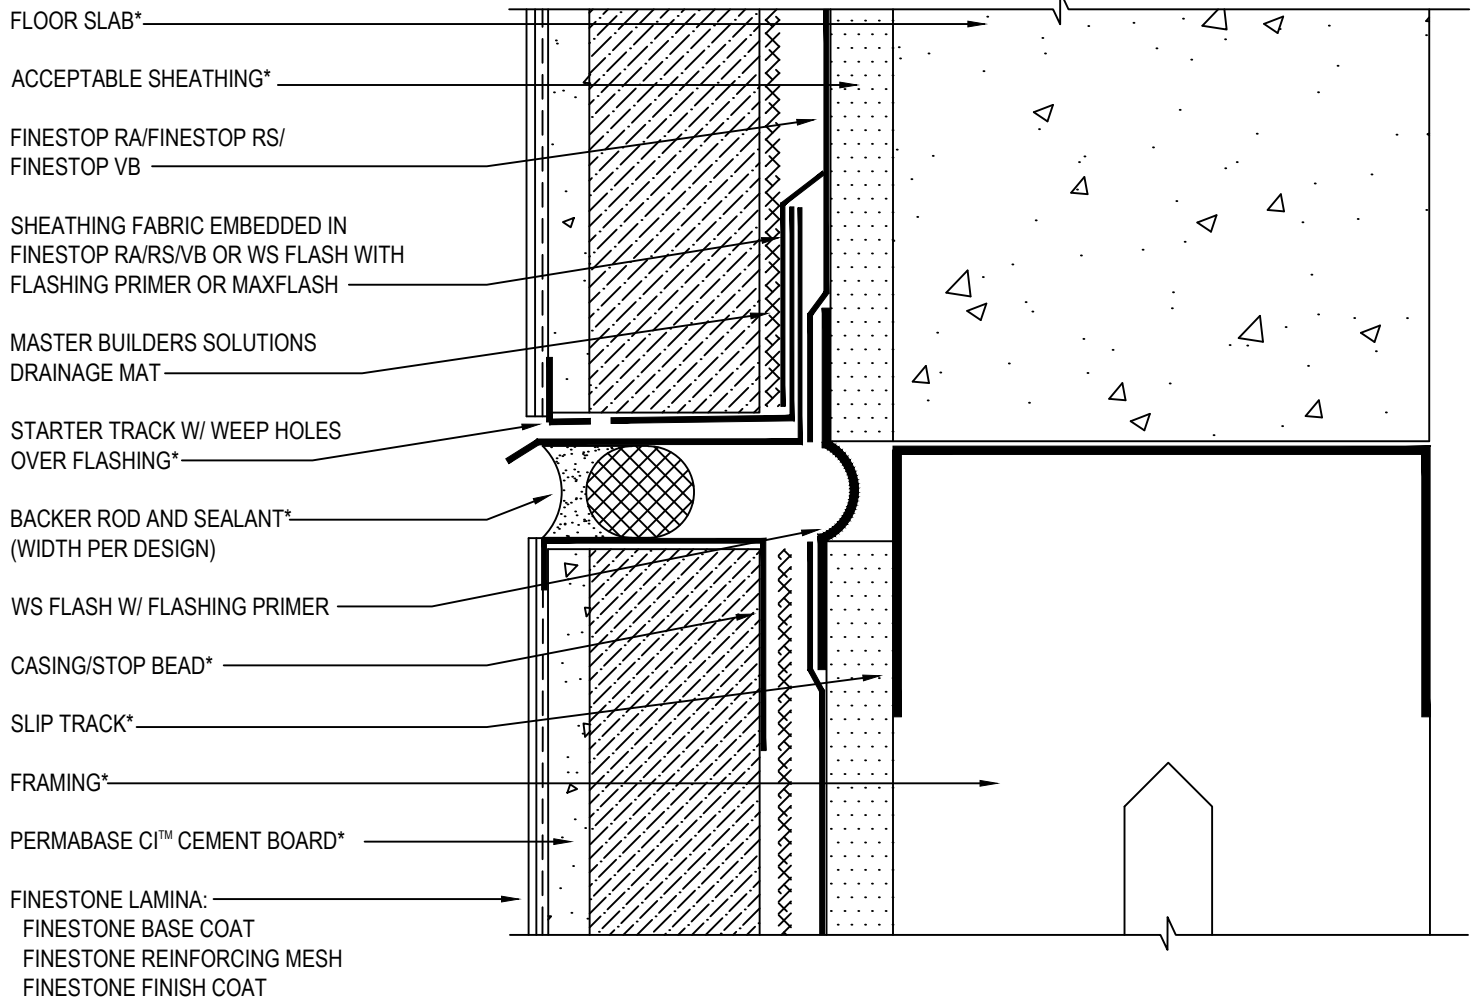 FLOOR SLAB*
ACCEPTABLE SHEATHING*
FINESTOP RA/FINESTOP RS/
FINESTOP VB
SHEATHING FABRIC EMBEDDED IN
FINESTOP RA/RS/VB OR WS FLASH WITH
FLASHING PRIMER OR MAXFLASH
MASTER BUILDERS SOLUTIONS
DRAINAGE MAT
STARTER TRACK W/ WEEP HOLES
OVER FLASHING*
BACKER ROD AND SEALANT*
(WIDTH PER DESIGN)
WS FLASH W/ FLASHING PRIMER
CASING/STOP BEAD*
SLIP TRACK*
FRAMING*
PERMABASE CI™ CEMENT BOARD*
FINESTONE LAMINA:
FINESTONE BASE COAT
FINESTONE REINFORCING MESH
FINESTONE FINISH COAT